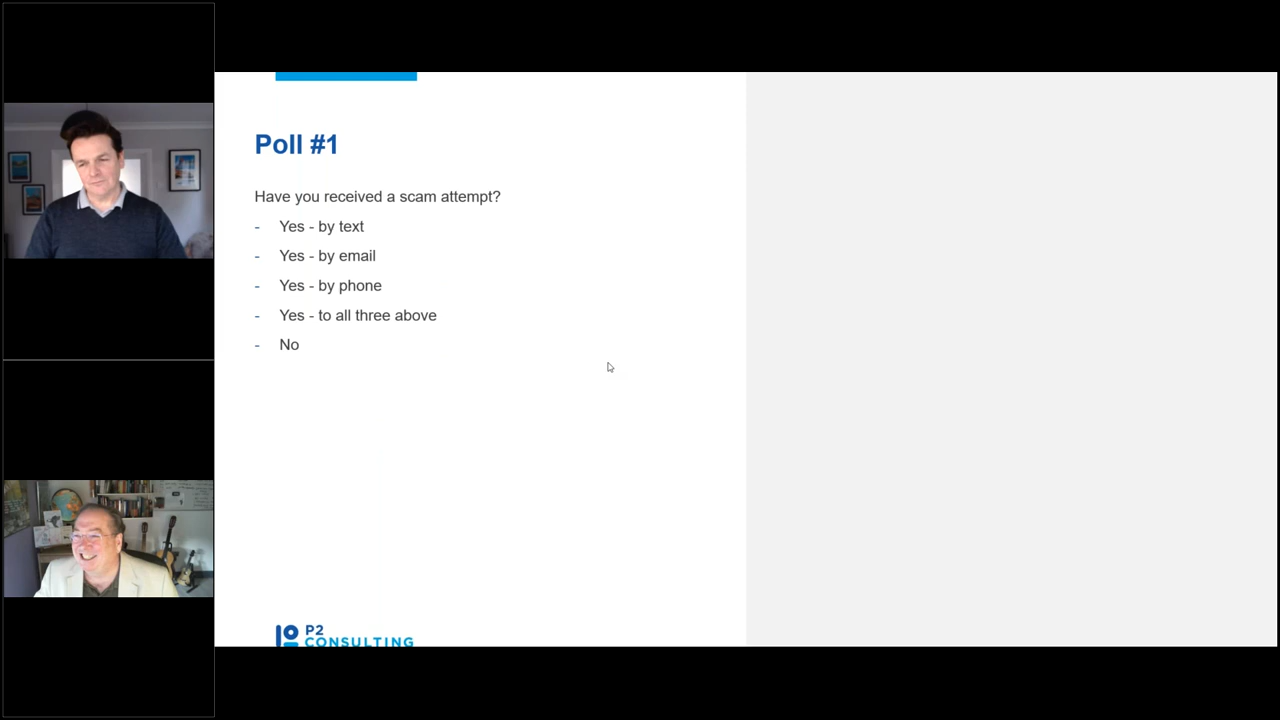 Poll #1
Have you received a scam attempt?
- Yes - by text
- Yes - by email
- Yes - by phone
- Yes - to all three above
- No
P2
CONSULTING